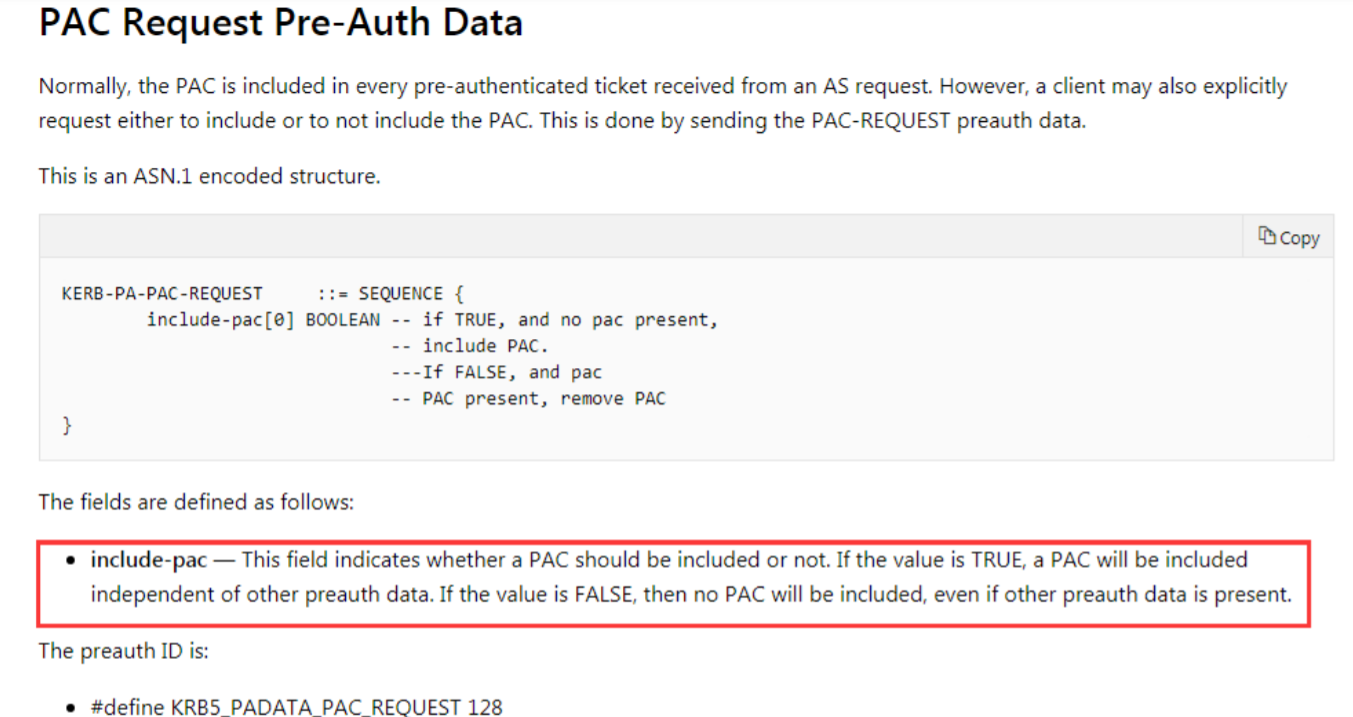 PAC Request Pre-Auth Data
Normally, the PAC is included in every pre-authenticated ticket received from an AS request. However, a client may also explicitly
request either to include or to not include the PAC. This is done by sending the PAC-REQUEST preauth data.
This is an ASN.1 encoded structure.
Copy
KERB-PA-PAC-REQUEST     ::= SEQUENCE {
        include-pac[0] BOOLEAN -- if TRUE, and no pac present,
                               -- include PAC.
                               ---If FALSE, and pac
                               -- PAC present, remove PAC
}
The fields are defined as follows:
• include-pac — This field indicates whether a PAC should be included or not. If the value is TRUE, a PAC will be included
independent of other preauth data. If the value is FALSE, then no PAC will be included, even if other preauth data is present.
The preauth ID is:
• #define KRB5_PADATA_PAC_REQUEST 128